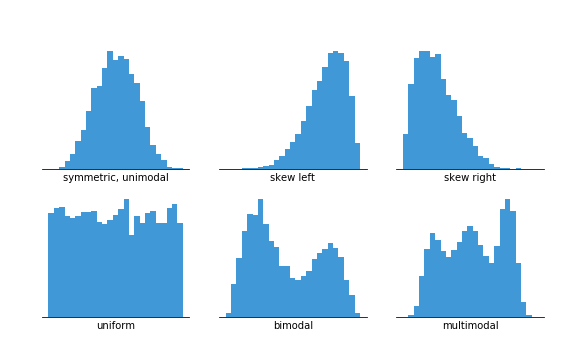 symmetric, unimodal
skew left
skew right
uniform
bimodal
multimodal